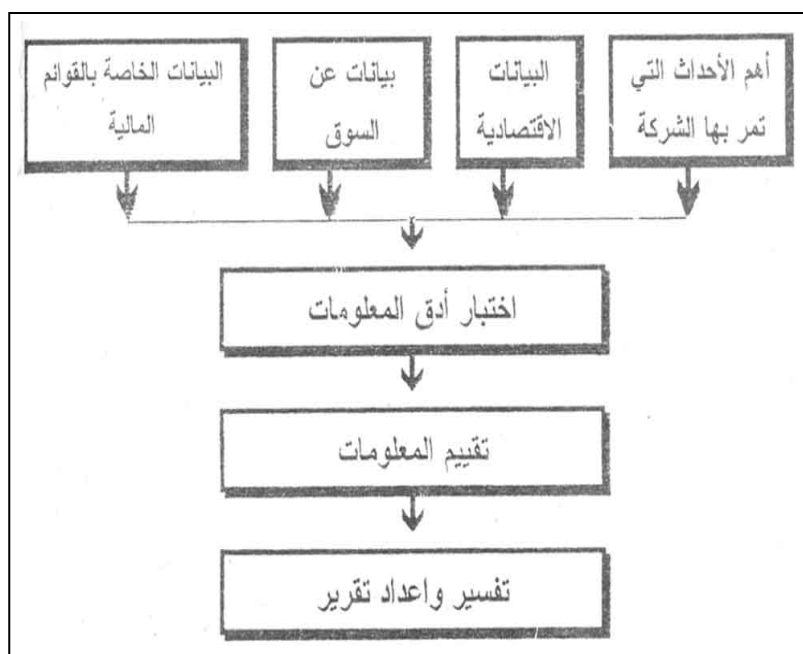 أهم الأحداث التي
تمر بها الشركة
البيانات
الاقتصادية
بيانات عن
السوق
البيانات الخاصة بالقوائم
المالية
اختبار أدق المعلومات
تقييم المعلومات
تفسير واعداد تقرير